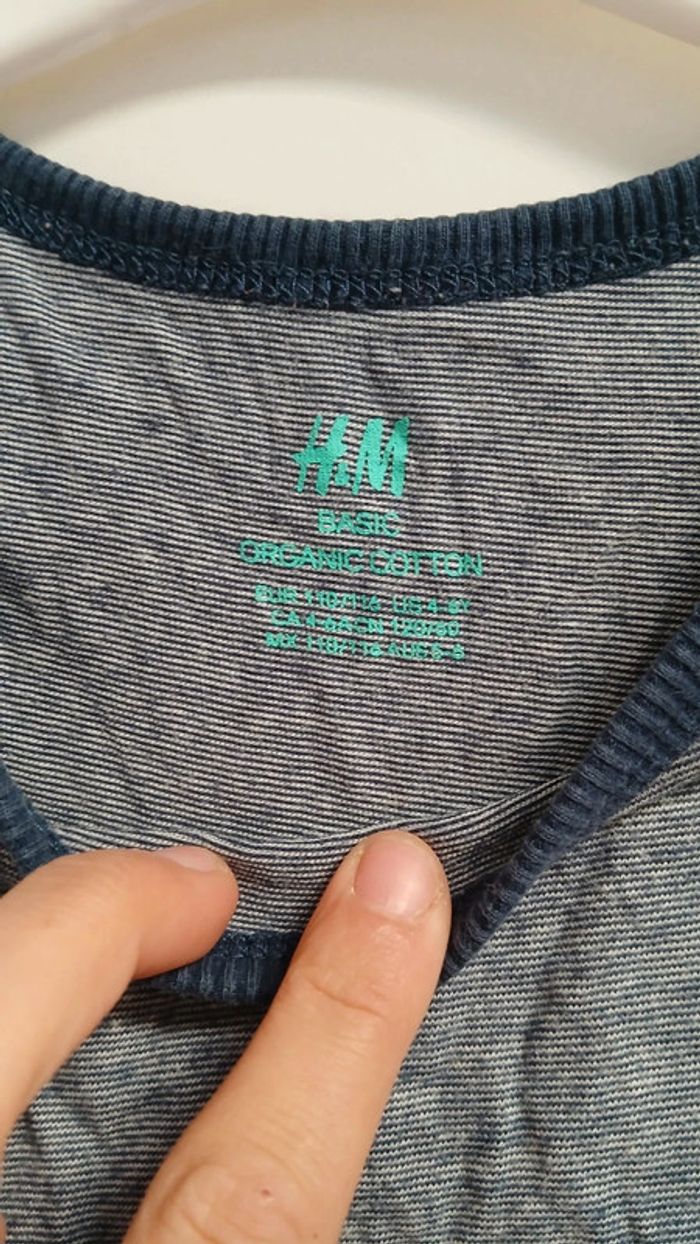 H&M
BASIC
ORGANIC COTTON
EUR 110/116 US 4-6Y
CA 4-6A CN 120/60
MX 110/116 AUS 5-6